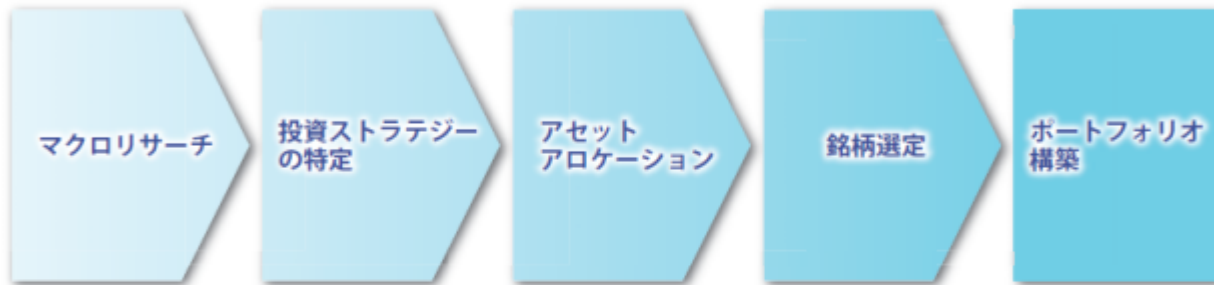 マクロリサーチ
投資ストラテジー
の特定
アセット
アロケーション
銘柄選定
ポートフォリオ
構築